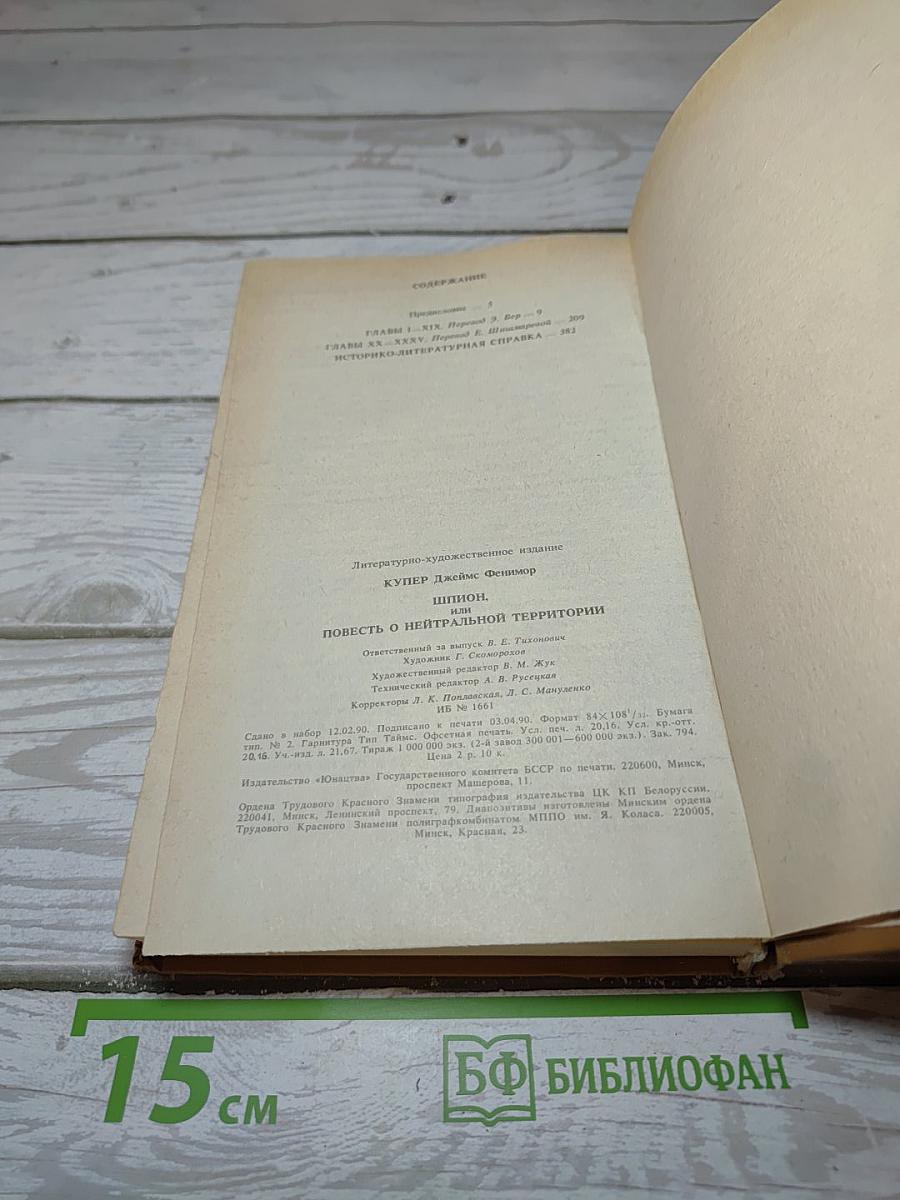 СОДЕРЖАНИЕ
Предисловие ... 5
ГЛАВЫ I—XIX. Перевод Э. Бер ... 9
ГЛАВЫ XX—XXXV. Перевод Е. Шишмаревой ... 209
ИСТОРИКО-ЛИТЕРАТУРНАЯ СПРАВКА ... 382
Литературно-художественное издание
КУПЕР Джеймс Фенимор
ШПИОН,
или
ПОВЕСТЬ О НЕЙТРАЛЬНОЙ ТЕРРИТОРИИ
Ответственный за выпуск В. Е. Тихонович
Художник Г. Скоморохов
Художественный редактор В. М. Жук
Технический редактор А. В. Русецкая
Корректоры Л. К. Поплавская, Л. С. Мануленко
ИБ № 1661
Сдано в набор 12.02.90. Подписано к печати 03.04.90. Формат 84×108¹/₃₂. Бумага
тип. № 2. Гарнитура Тип Таймс. Офсетная печать. Усл. печ. л. 20,16. Усл. кр.-отт.
20,16. Уч.-изд. л. 21,67. Тираж 1 000 000 экз. (2-й завод 300 001—600 000 экз.). Зак. 794.
Цена 2 р. 10 к.
Издательство «Юнацтва» Государственного комитета БССР по печати. 220600, Минск,
проспект Машерова, 11.
Ордена Трудового Красного Знамени типография издательства ЦК КП Белоруссии.
220041, Минск, Ленинский проспект, 79. Диапозитивы изготовлены Минским ордена
Трудового Красного Знамени полиграфкомбинатом МППО им. Я. Коласа. 220005,
Минск, Красная, 23.
15 см
БФ БИБЛИОФАН